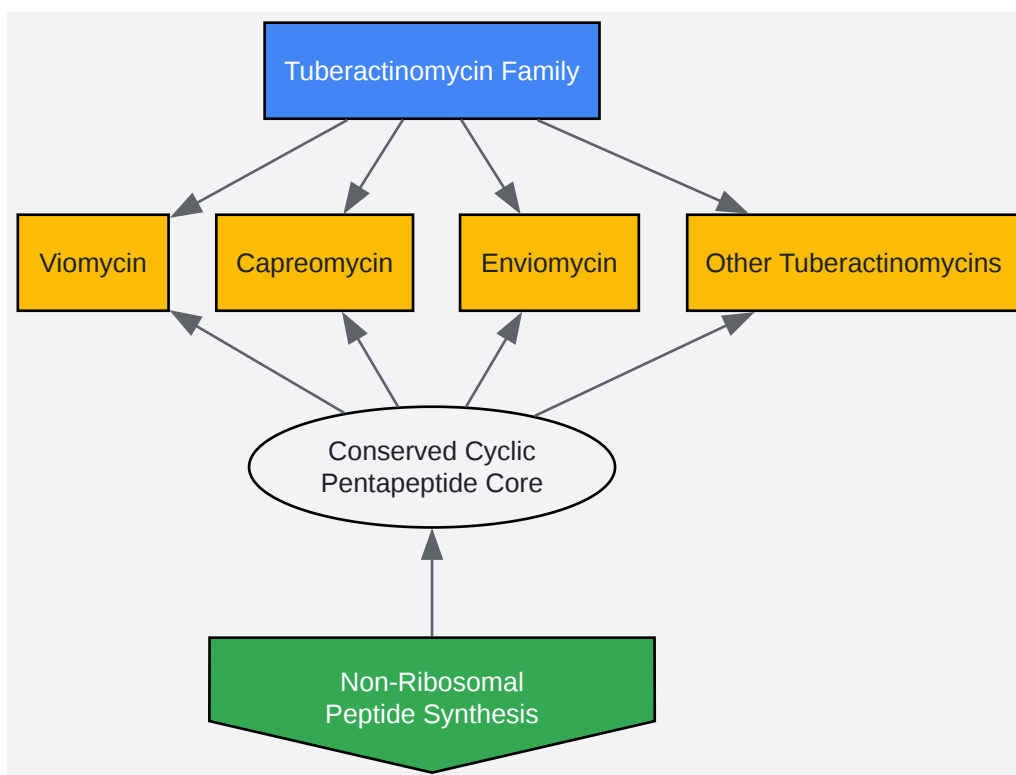 Tuberactinomycin Family
Viomycin
Capreomycin
Enviomycin
Other Tuberactinomycins
Conserved Cyclic
Pentapeptide Core
Non-Ribosomal
Peptide Synthesis